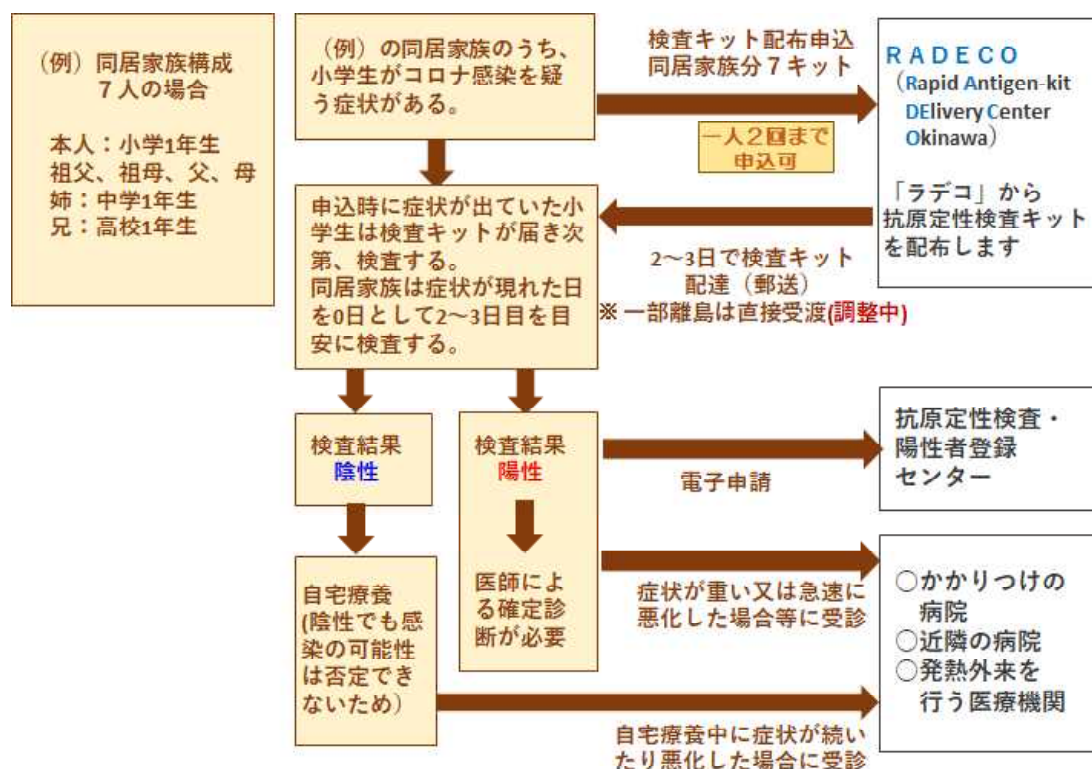 （例）同居家族構成
７人の場合
本人：小学1年生
祖父、祖母、父、母
姉：中学1年生
兄：高校1年生
（例）の同居家族のうち、
小学生がコロナ感染を疑
う症状がある。
検査キット配布申込
同居家族分７キット
一人２回まで
申込可
ＲＡＤＥＣＯ
（Rapid Antigen-kit
DElivery Center
Okinawa）
「ラデコ」から
抗原定性検査キット
を配布します
申込時に症状が出ていた小
学生は検査キットが届き次
第、検査する。
同居家族は症状が現れた日
を0日として2～3日目を目
安に検査する。
2～3日で検査キット
配達（郵送）
※ 一部離島は直接受渡(調整中)
検査結果
陰性
検査結果
陽性
電子申請
抗原定性検査・
陽性者登録
センター
自宅療養
(陰性でも感
染の可能性
は否定でき
ないため）
医師によ
る確定診
断が必要
症状が重い又は急速に
悪化した場合等に受診
○かかりつけの
病院
○近隣の病院
○発熱外来を
行う医療機関
自宅療養中に症状が続い
たり悪化した場合に受診